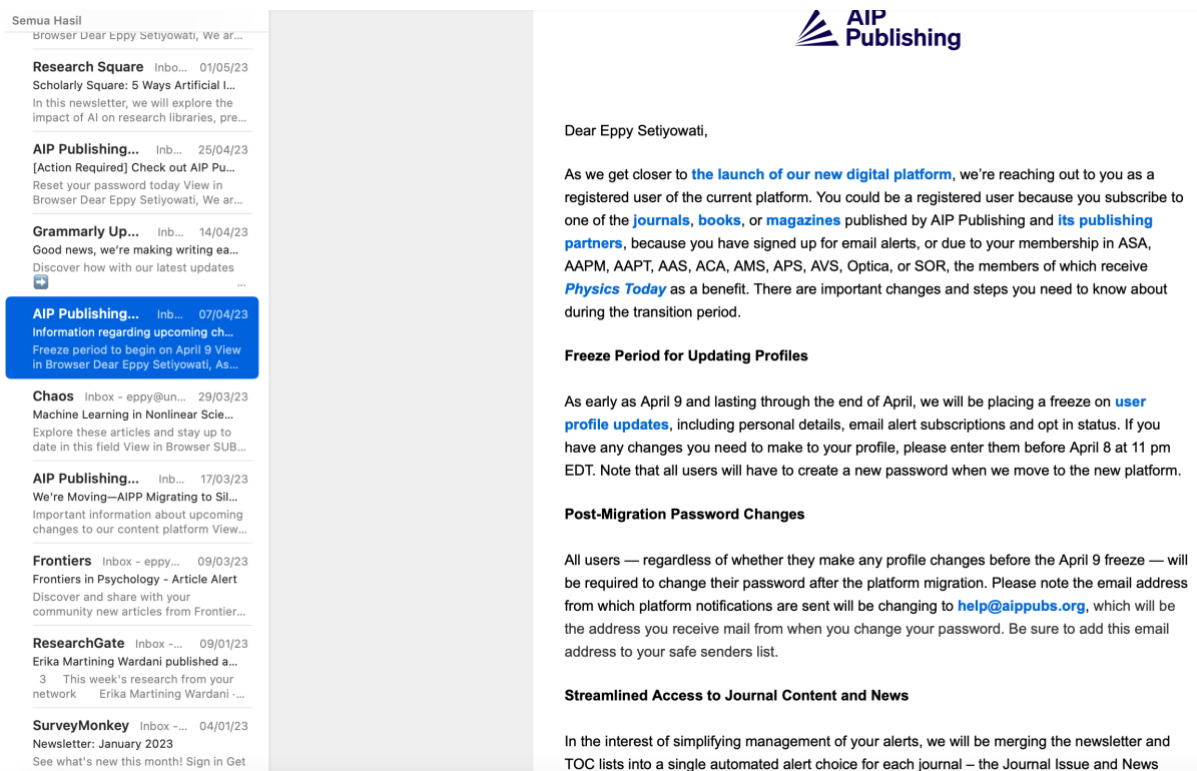 Semua Hasil
Browser Dear Eppy Setiyowati, We ar...
Research Square Inbo... 01/05/23
Scholarly Square: 5 Ways Artificial I...
In this newsletter, we will explore the
impact of AI on research libraries, pre...
AIP Publishing... Inb... 25/04/23
[Action Required] Check out AIP Pu...
Reset your password today View in
Browser Dear Eppy Setiyowati, We ar...
Grammarly Up... Inb... 14/04/23
Good news, we're making writing ea...
Discover how with our latest updates
➡️ ...
AIP Publishing... Inb... 07/04/23
Information regarding upcoming ch...
Freeze period to begin on April 9 View
in Browser Dear Eppy Setiyowati, As...
Chaos Inbox - eppy@un... 29/03/23
Machine Learning in Nonlinear Scie...
Explore these articles and stay up to
date in this field View in Browser SUB...
AIP Publishing... Inb... 17/03/23
We're Moving—AIPP Migrating to Sil...
Important information about upcoming
changes to our content platform View...
Frontiers Inbox - eppy... 09/03/23
Frontiers in Psychology - Article Alert
Discover and share with your
community new articles from Frontier...
ResearchGate Inbox -... 09/01/23
Erika Martining Wardani published a...
3 This week's research from your
network Erika Martining Wardani ·...
SurveyMonkey Inbox -... 04/01/23
Newsletter: January 2023
See what's new this month! Sign in Get
AIP
Publishing
Dear Eppy Setiyowati,
As we get closer to the launch of our new digital platform, we're reaching out to you as a
registered user of the current platform. You could be a registered user because you subscribe to
one of the journals, books, or magazines published by AIP Publishing and its publishing
partners, because you have signed up for email alerts, or due to your membership in ASA,
AAPM, AAPT, AAS, ACA, AMS, APS, AVS, Optica, or SOR, the members of which receive
Physics Today as a benefit. There are important changes and steps you need to know about
during the transition period.
Freeze Period for Updating Profiles
As early as April 9 and lasting through the end of April, we will be placing a freeze on user
profile updates, including personal details, email alert subscriptions and opt in status. If you
have any changes you need to make to your profile, please enter them before April 8 at 11 pm
EDT. Note that all users will have to create a new password when we move to the new platform.
Post-Migration Password Changes
All users — regardless of whether they make any profile changes before the April 9 freeze — will
be required to change their password after the platform migration. Please note the email address
from which platform notifications are sent will be changing to help@aippubs.org, which will be
the address you receive mail from when you change your password. Be sure to add this email
address to your safe senders list.
Streamlined Access to Journal Content and News
In the interest of simplifying management of your alerts, we will be merging the newsletter and
TOC lists into a single automated alert choice for each journal – the Journal Issue and News